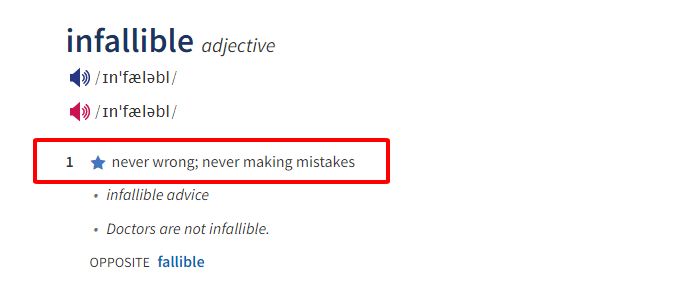 infallible adjective
/ɪnˈfæləbl/
/ɪnˈfæləbl/
1 never wrong; never making mistakes
• infallible advice
• Doctors are not infallible.
OPPOSITE fallible